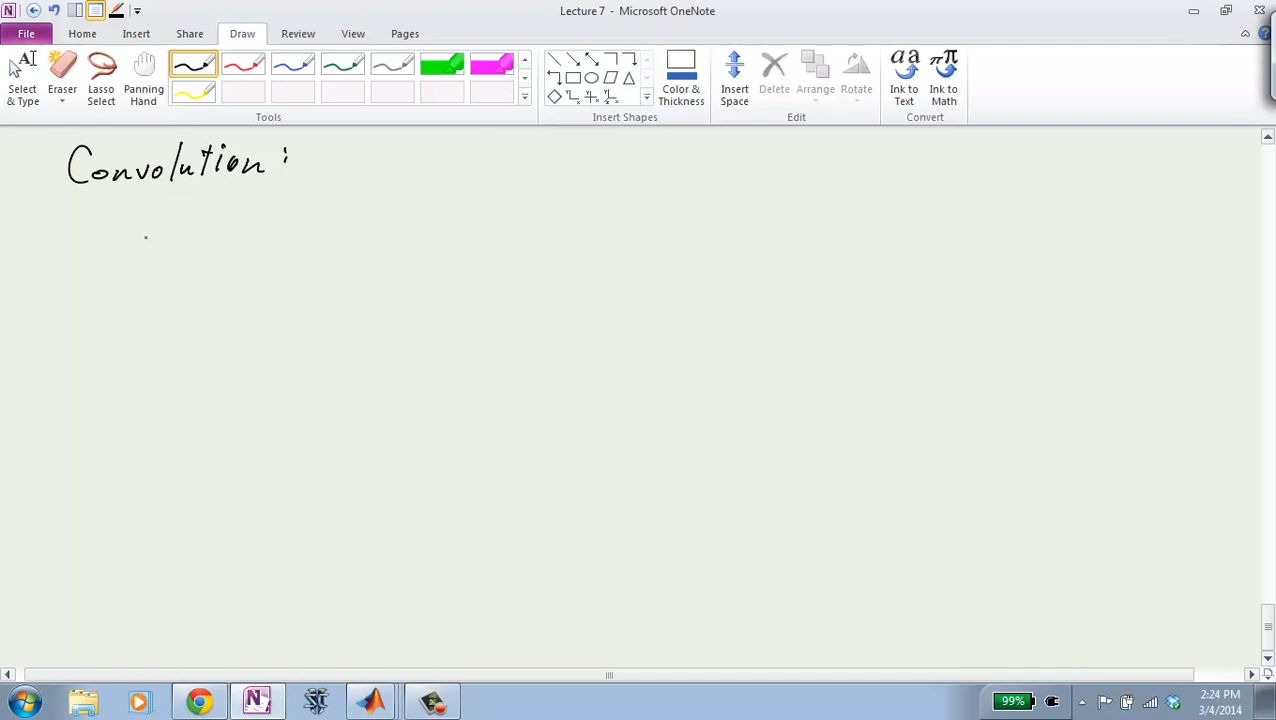 Lecture 7 - Microsoft OneNote
File Home Insert Share Draw Review View Pages
Select & Type
Eraser
Lasso Select
Panning Hand
Color & Thickness
Insert Space
Delete
Arrange
Rotate
Ink to Text
Ink to Math
Tools Insert Shapes Edit Convert
Convolution :
99%
2:24 PM
3/4/2014